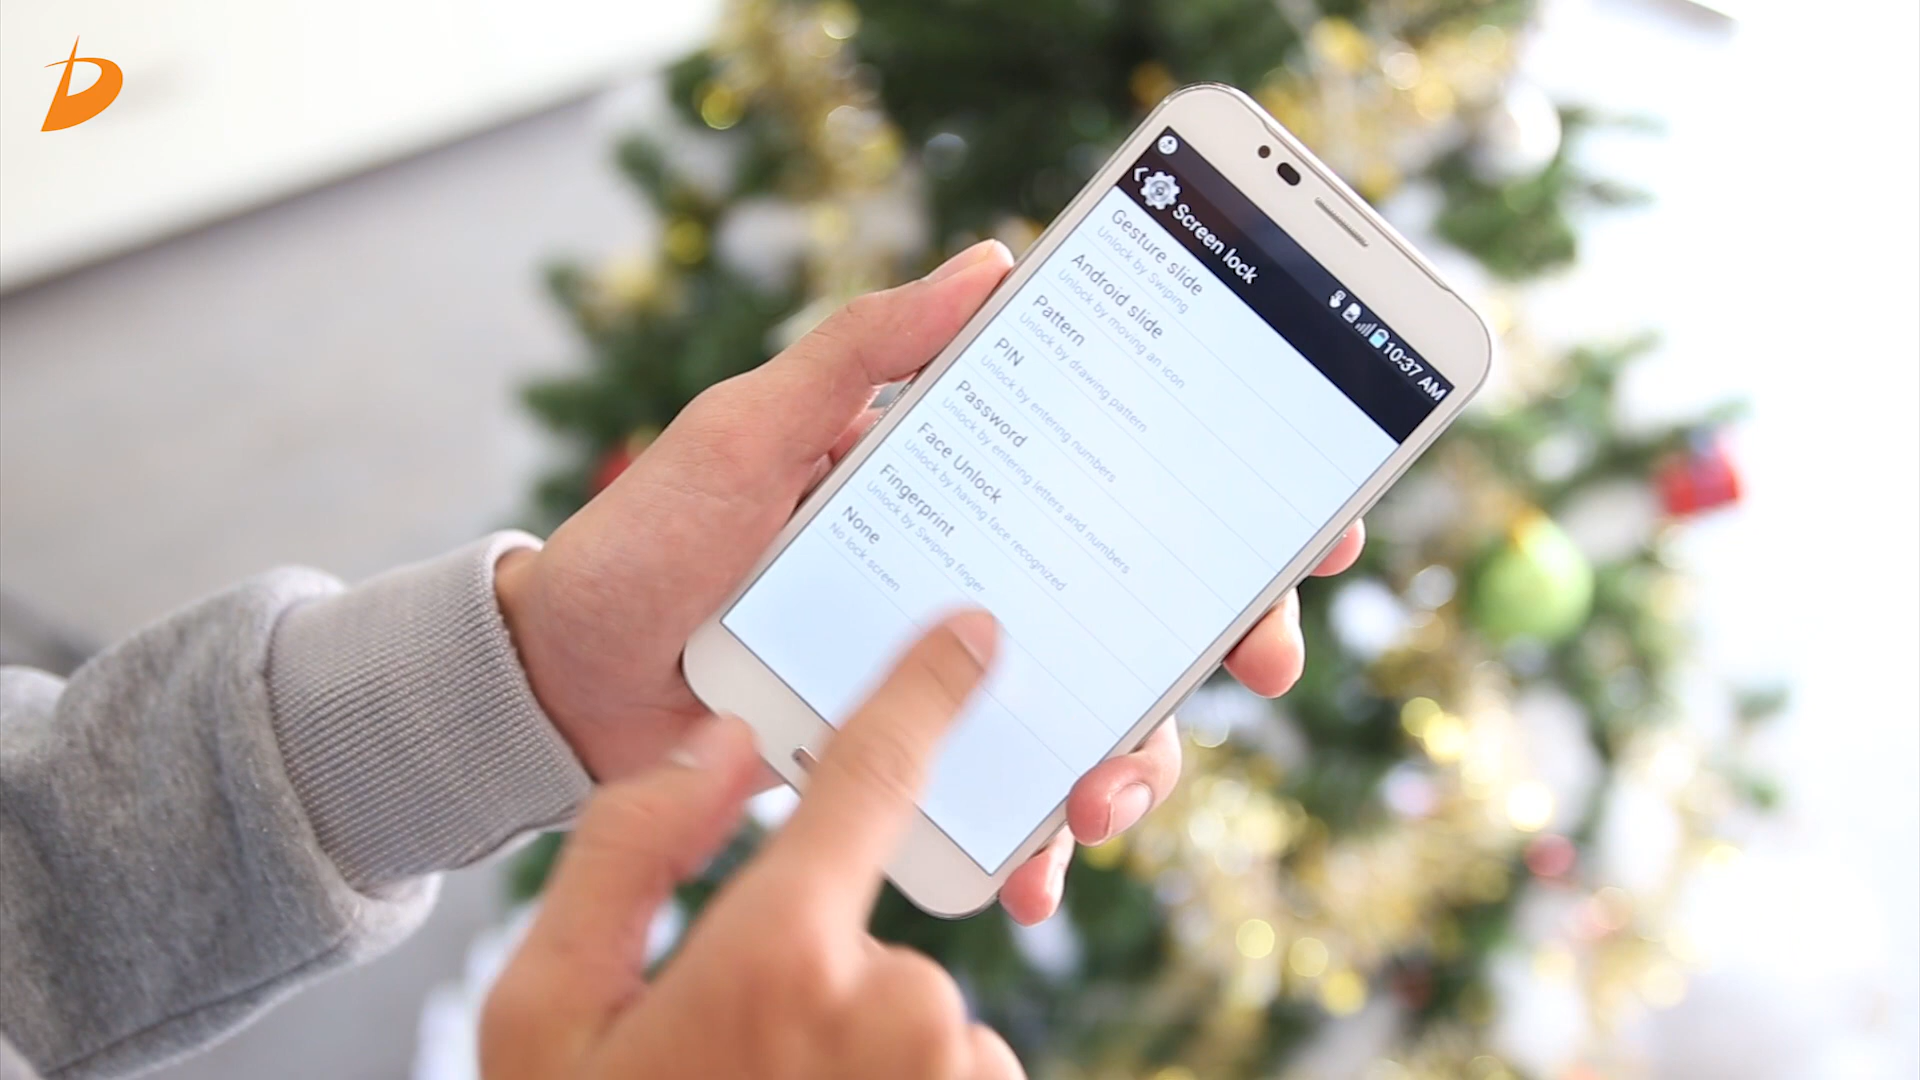 10:37 AM
Screen lock
Gesture slide
Unlock by Swiping
Android slide
Unlock by moving an icon
Pattern
Unlock by drawing pattern
PIN
Unlock by entering numbers
Password
Unlock by entering letters and numbers
Face Unlock
Unlock by having face recognized
Fingerprint
Unlock by Swiping finger
None
No lock screen